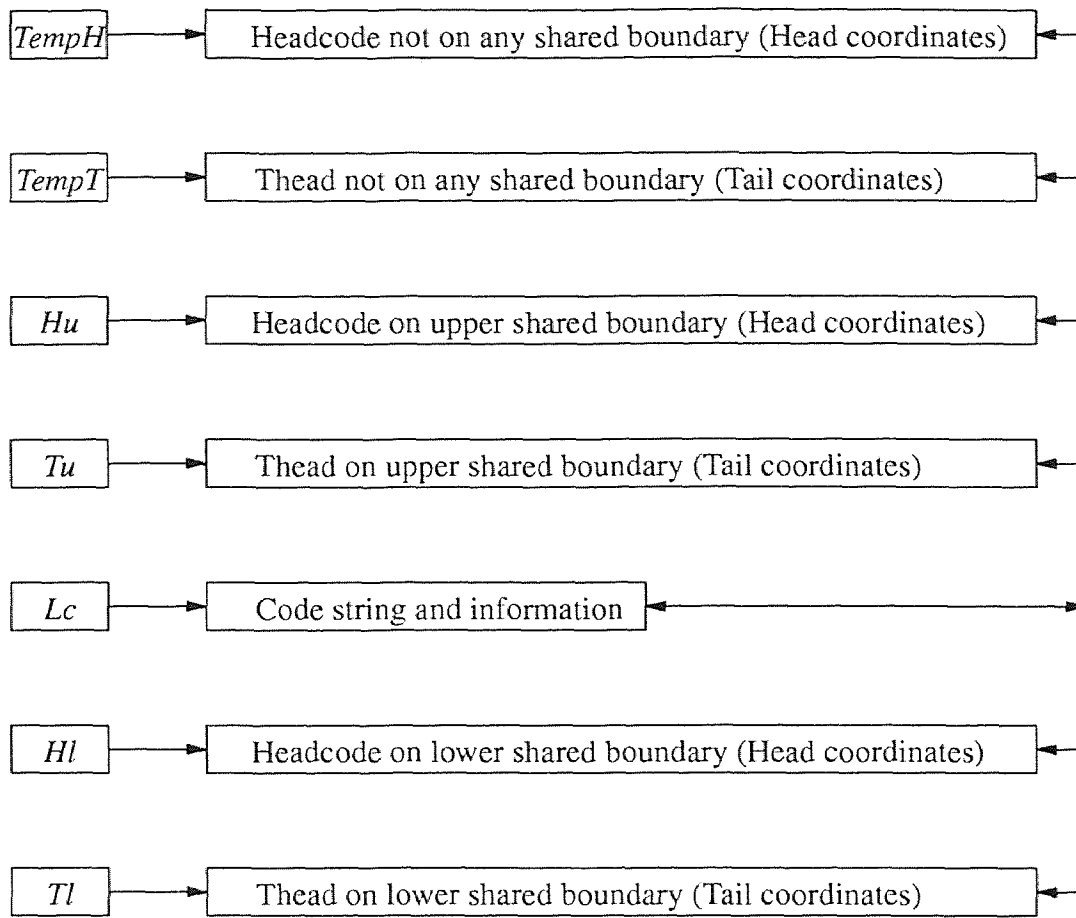 TempH Headcode not on any shared boundary (Head coordinates)
TempT Thead not on any shared boundary (Tail coordinates)
Hu Headcode on upper shared boundary (Head coordinates)
Tu Thead on upper shared boundary (Tail coordinates)
Lc Code string and information
Hl Headcode on lower shared boundary (Head coordinates)
Tl Thead on lower shared boundary (Tail coordinates)